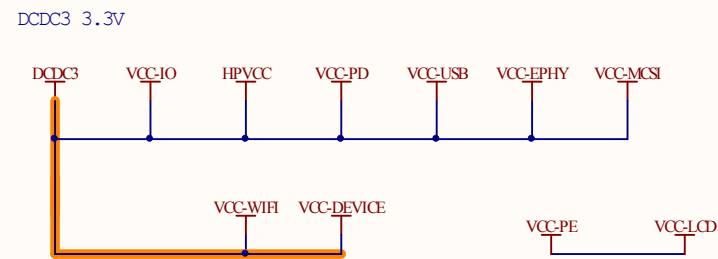 DCDC3 3.3V
DCDC3 VCC-IO HPVCC VCC-PD VCC-USB VCC-EPHY VCC-MCSI
VCC-WIFI VCC-DEVICE
VCC-PE VCC-LCD